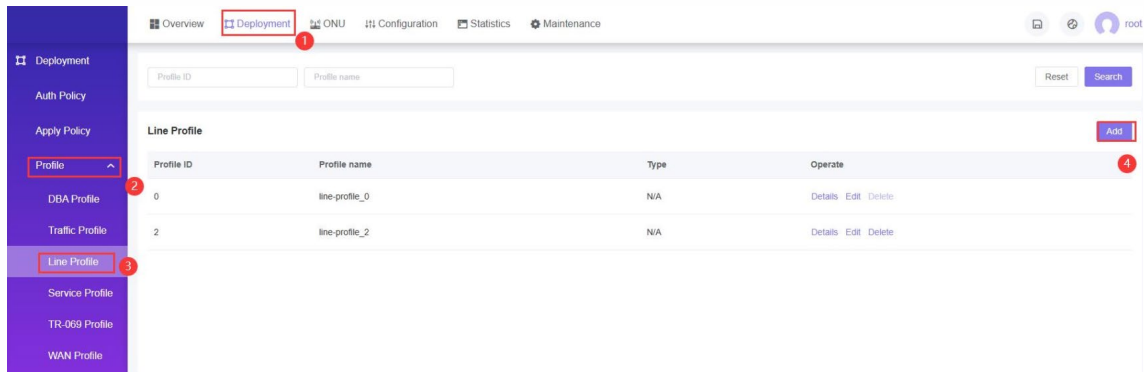 Overview Deployment ONU Configuration Statistics Maintenance root
1
Deployment
Auth Policy
Apply Policy
Profile
2
DBA Profile
Traffic Profile
Line Profile
3
Service Profile
TR-069 Profile
WAN Profile
Profile ID Profile name Reset Search
Line Profile Add
4
Profile ID Profile name Type Operate
0 line-profile_0 N/A Details Edit Delete
2 line-profile_2 N/A Details Edit Delete